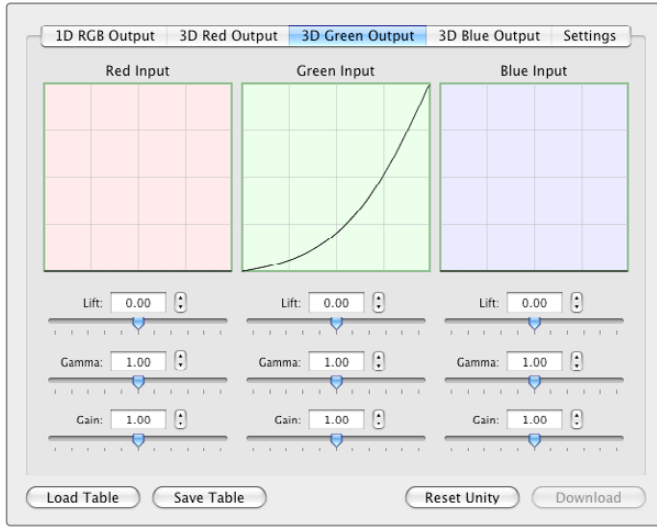 1D RGB Output 3D Red Output 3D Green Output 3D Blue Output Settings
Red Input Green Input Blue Input
Lift: 0.00 Lift: 0.00 Lift: 0.00
Gamma: 1.00 Gamma: 1.00 Gamma: 1.00
Gain: 1.00 Gain: 1.00 Gain: 1.00
Load Table Save Table Reset Unity Download